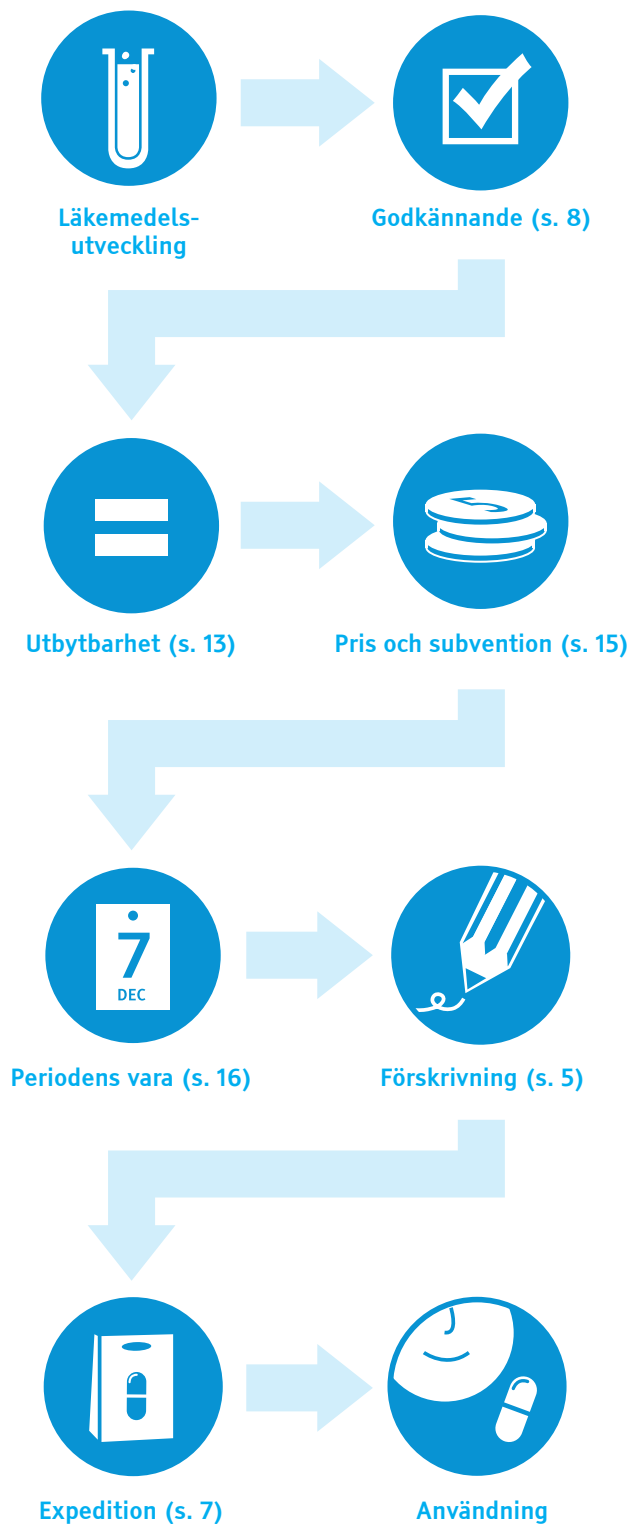 Läkemedels-
utveckling
Godkännande (s. 8)
Utbytbarhet (s. 13)
5
Pris och subvention (s. 15)
7
DEC
Periodens vara (s. 16)
Förskrivning (s. 5)
Expedition (s. 7)
Användning